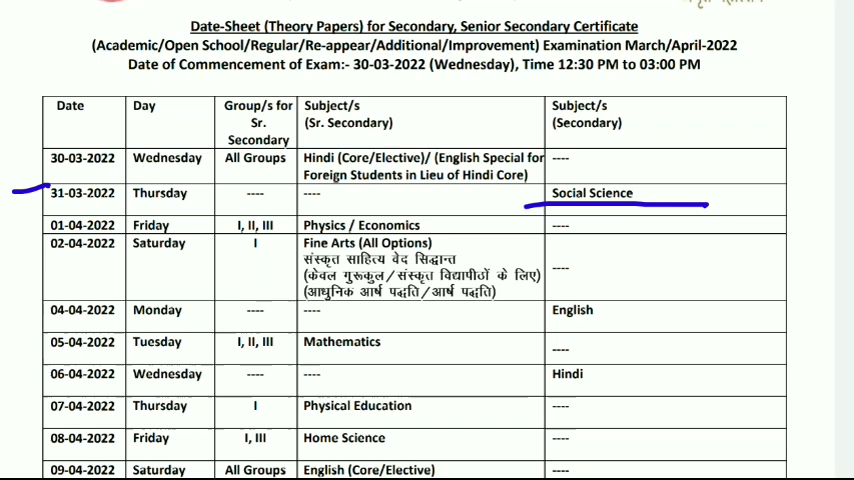 Date-Sheet (Theory Papers) for Secondary, Senior Secondary Certificate
(Academic/Open School/Regular/Re-appear/Additional/Improvement) Examination March/April-2022
Date of Commencement of Exam:- 30-03-2022 (Wednesday), Time 12:30 PM to 03:00 PM
Date Day Group/s for Sr. Secondary Subject/s (Sr. Secondary) Subject/s (Secondary)
30-03-2022 Wednesday All Groups Hindi (Core/Elective)/ (English Special for ----
Foreign Students in Lieu of Hindi Core)
31-03-2022 Thursday ---- ---- Social Science
01-04-2022 Friday I, II, III Physics / Economics ----
02-04-2022 Saturday I Fine Arts (All Options)
संस्कृत साहित्य वेद सिद्धान्त
(केवल गुरूकुल/संस्कृत विद्यापीठों के लिए) ----
(आधुनिक आर्ष पद्धति/आर्ष पद्धति)
04-04-2022 Monday ---- ---- English
05-04-2022 Tuesday I, II, III Mathematics ----
06-04-2022 Wednesday ---- ---- Hindi
07-04-2022 Thursday I Physical Education ----
08-04-2022 Friday I, III Home Science ----
09-04-2022 Saturday All Groups English (Core/Elective) ----